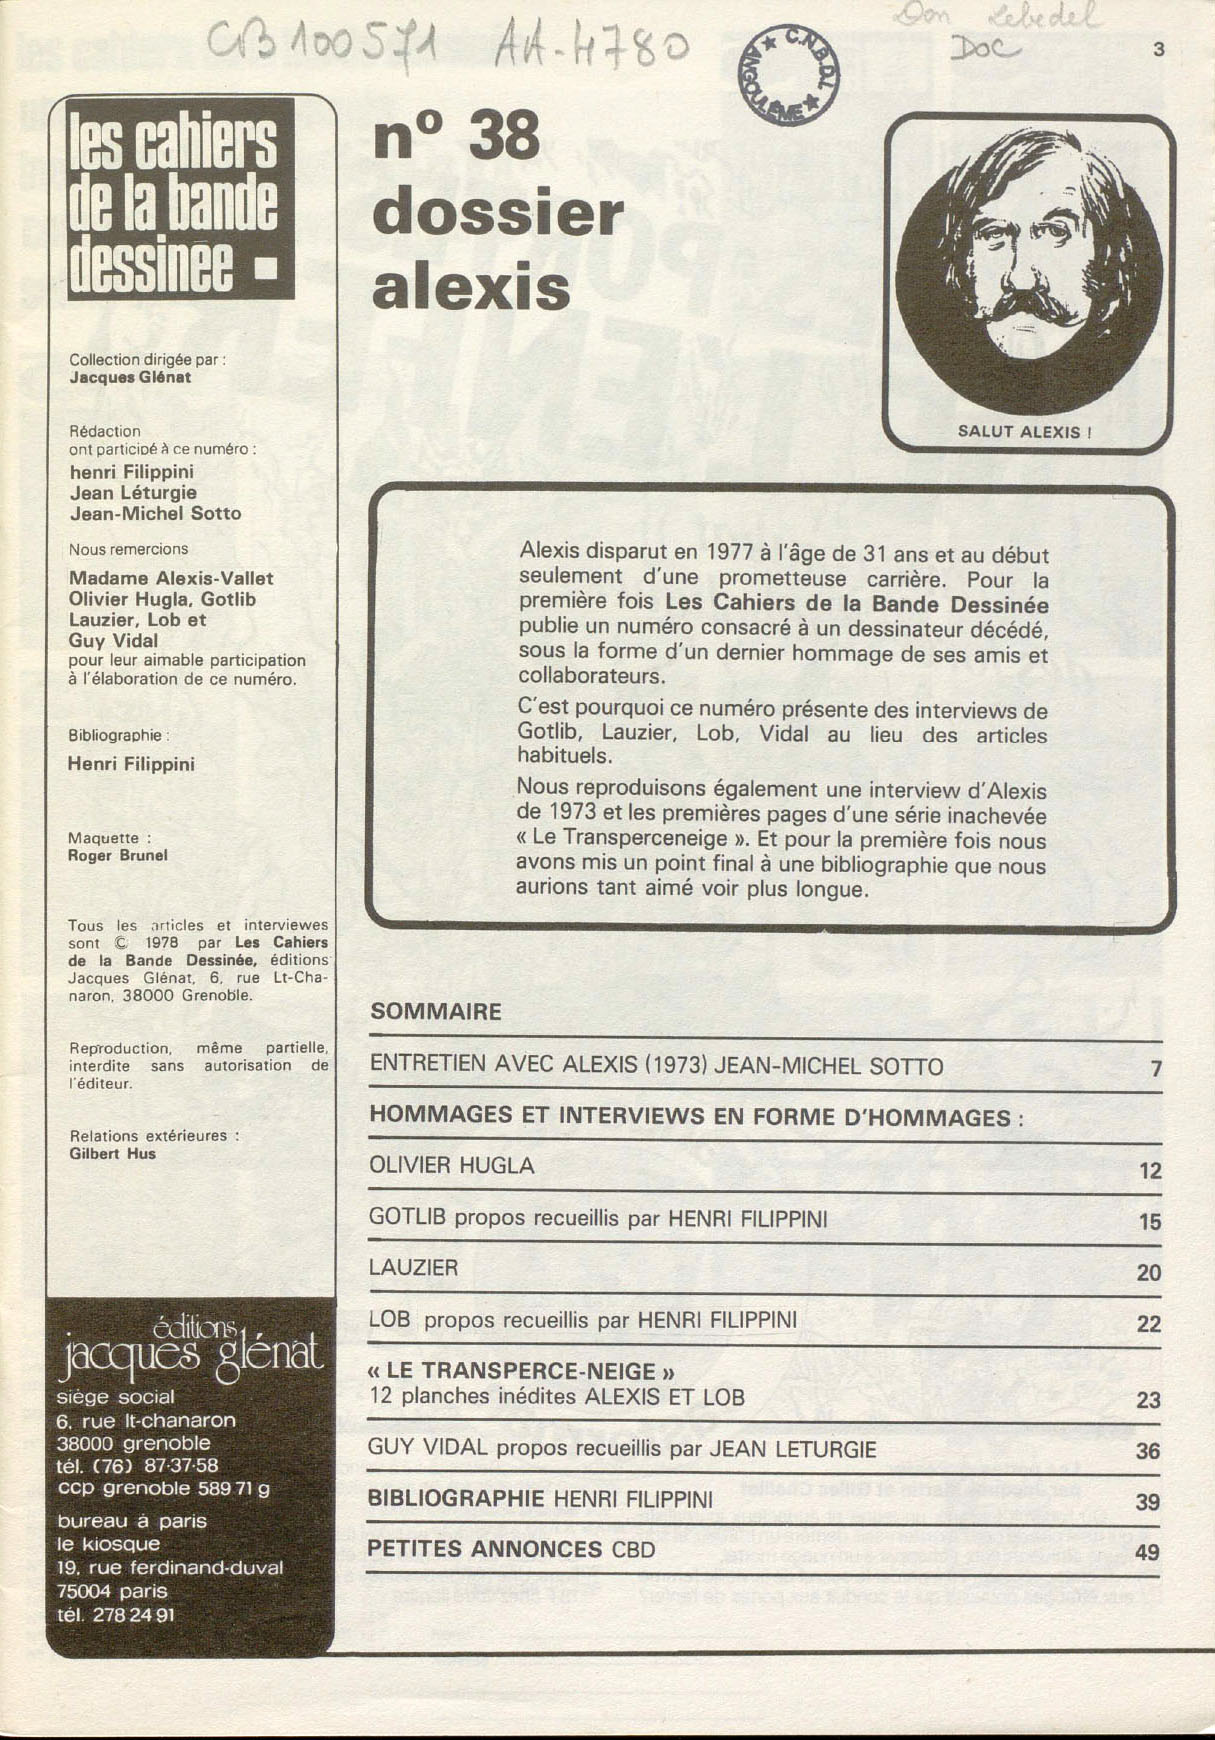 CB 100571 AA-4780
Don Lebedel
DOC
C.N.B.D.I.
ANGOULÊME
3
les cahiers
de la bande
dessinée
Collection dirigée par :
Jacques Glénat
Rédaction
ont participé à ce numéro :
henri Filippini
Jean Léturgie
Jean-Michel Sotto
Nous remercions
Madame Alexis-Vallet
Olivier Hugla, Gotlib
Lauzier, Lob et
Guy Vidal
pour leur aimable participation
à l'élaboration de ce numéro.
Bibliographie :
Henri Filippini
Maquette :
Roger Brunel
Tous les articles et interviewes
sont © 1978 par Les Cahiers
de la Bande Dessinée, éditions
Jacques Glénat, 6, rue Lt-Cha-
naron, 38000 Grenoble.
Reproduction, même partielle,
interdite sans autorisation de
l'éditeur.
Relations extérieures :
Gilbert Hus
éditions
jacques glénat
siège social
6, rue lt-chanaron
38000 grenoble
tél. (76) 87-37-58
ccp grenoble 589 71 g
bureau à paris
le kiosque
19, rue ferdinand-duval
75004 paris
tél. 278 24 91
nº 38
dossier
alexis
SALUT ALEXIS !
Alexis disparut en 1977 à l'âge de 31 ans et au début
seulement d'une prometteuse carrière. Pour la
première fois Les Cahiers de la Bande Dessinée
publie un numéro consacré à un dessinateur décédé,
sous la forme d'un dernier hommage de ses amis et
collaborateurs.
C'est pourquoi ce numéro présente des interviews de
Gotlib, Lauzier, Lob, Vidal au lieu des articles
habituels.
Nous reproduisons également une interview d'Alexis
de 1973 et les premières pages d'une série inachevée
« Le Transperceneige ». Et pour la première fois nous
avons mis un point final à une bibliographie que nous
aurions tant aimé voir plus longue.
SOMMAIRE
ENTRETIEN AVEC ALEXIS (1973) JEAN-MICHEL SOTTO 7
HOMMAGES ET INTERVIEWS EN FORME D'HOMMAGES :
OLIVIER HUGLA 12
GOTLIB propos recueillis par HENRI FILIPPINI 15
LAUZIER 20
LOB propos recueillis par HENRI FILIPPINI 22
« LE TRANSPERCE-NEIGE »
12 planches inédites ALEXIS ET LOB 23
GUY VIDAL propos recueillis par JEAN LETURGIE 36
BIBLIOGRAPHIE HENRI FILIPPINI 39
PETITES ANNONCES CBD 49